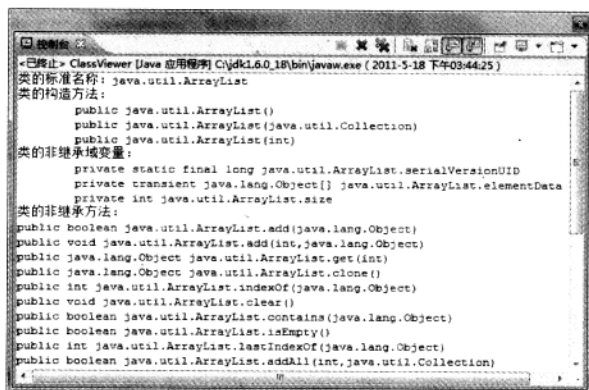 控制台
<已终止> ClassViewer [Java 应用程序] C:\jdk1.6.0_18\bin\javaw.exe ( 2011-5-18 下午03:44:25 )
类的标准名称: java.util.ArrayList
类的构造方法:
public java.util.ArrayList()
public java.util.ArrayList(java.util.Collection)
public java.util.ArrayList(int)
类的非继承域变量:
private static final long java.util.ArrayList.serialVersionUID
private transient java.lang.Object[] java.util.ArrayList.elementData
private int java.util.ArrayList.size
类的非继承方法:
public boolean java.util.ArrayList.add(java.lang.Object)
public void java.util.ArrayList.add(int,java.lang.Object)
public java.lang.Object java.util.ArrayList.get(int)
public java.lang.Object java.util.ArrayList.clone()
public int java.util.ArrayList.indexOf(java.lang.Object)
public void java.util.ArrayList.clear()
public boolean java.util.ArrayList.contains(java.lang.Object)
public boolean java.util.ArrayList.isEmpty()
public int java.util.ArrayList.lastIndexOf(java.lang.Object)
public boolean java.util.ArrayList.addAll(int,java.util.Collection)